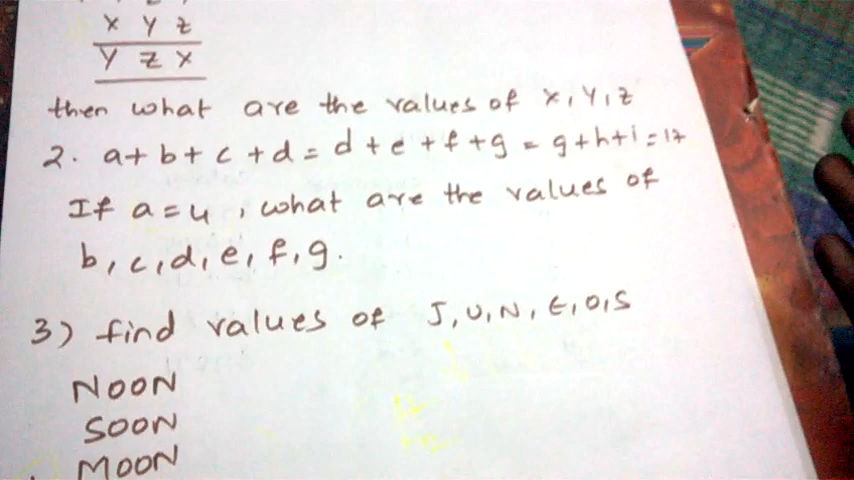 X Y Z
Y Z X
then what are the values of X, Y, Z
2. a+b+c+d = d+e+f+g = g+h+i = 17
If a=4, what are the values of
b, c, d, e, f, g.
3) find values of J, U, N, E, O, S
NOON
SOON
MOON